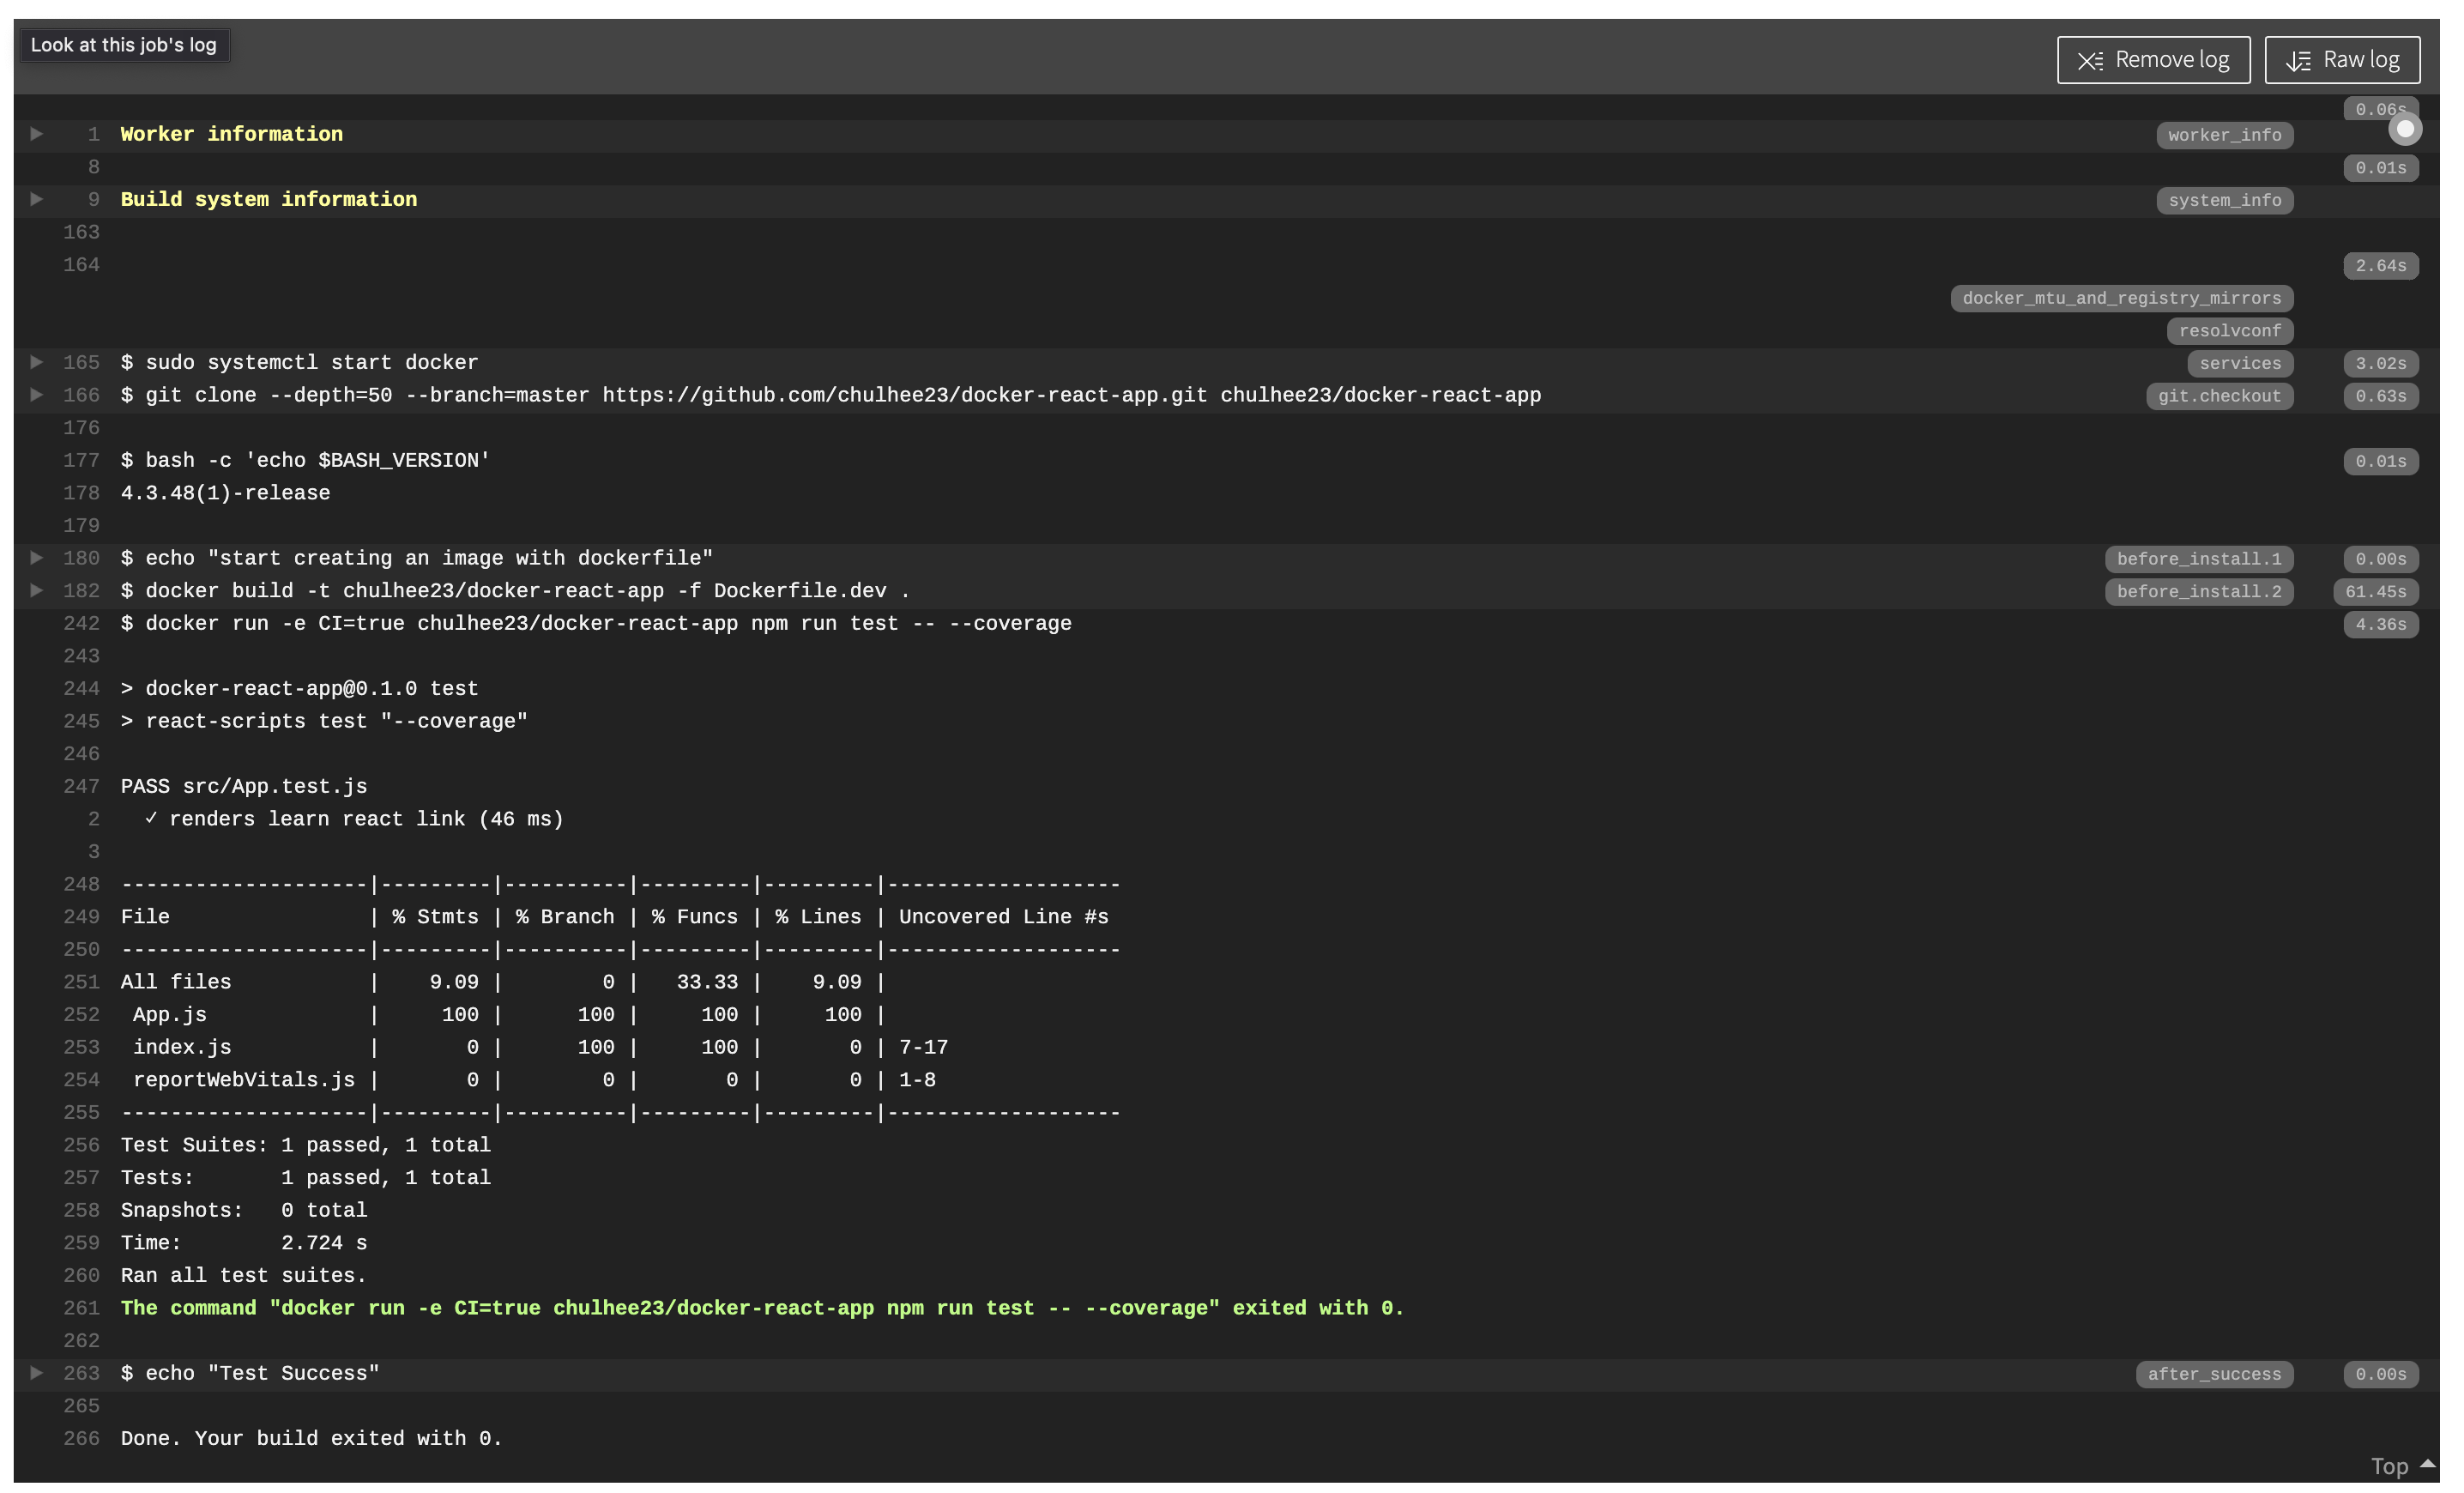 Look at this job's log
Remove log Raw log
0.06s
1 Worker information worker_info
8 0.01s
9 Build system information system_info
163
164 2.64s
docker_mtu_and_registry_mirrors
resolvconf
165 $ sudo systemctl start docker services 3.02s
166 $ git clone --depth=50 --branch=master https://github.com/chulhee23/docker-react-app.git chulhee23/docker-react-app git.checkout 0.63s
176
177 $ bash -c 'echo $BASH_VERSION' 0.01s
178 4.3.48(1)-release
179
180 $ echo "start creating an image with dockerfile" before_install.1 0.00s
182 $ docker build -t chulhee23/docker-react-app -f Dockerfile.dev . before_install.2 61.45s
242 $ docker run -e CI=true chulhee23/docker-react-app npm run test -- --coverage 4.36s
243
244 > docker-react-app@0.1.0 test
245 > react-scripts test "--coverage"
246
247 PASS src/App.test.js
2 ✓ renders learn react link (46 ms)
3
248 --------------------|---------|----------|---------|---------|-------------------
249 File                | % Stmts | % Branch | % Funcs | % Lines | Uncovered Line #s
250 --------------------|---------|----------|---------|---------|-------------------
251 All files           |    9.09 |        0 |   33.33 |    9.09 |
252  App.js             |     100 |      100 |     100 |     100 |
253  index.js           |       0 |      100 |     100 |       0 | 7-17
254  reportWebVitals.js |       0 |        0 |       0 |       0 | 1-8
255 --------------------|---------|----------|---------|---------|-------------------
256 Test Suites: 1 passed, 1 total
257 Tests:       1 passed, 1 total
258 Snapshots:   0 total
259 Time:        2.724 s
260 Ran all test suites.
261 The command "docker run -e CI=true chulhee23/docker-react-app npm run test -- --coverage" exited with 0.
262
263 $ echo "Test Success" after_success 0.00s
265
266 Done. Your build exited with 0.
Top